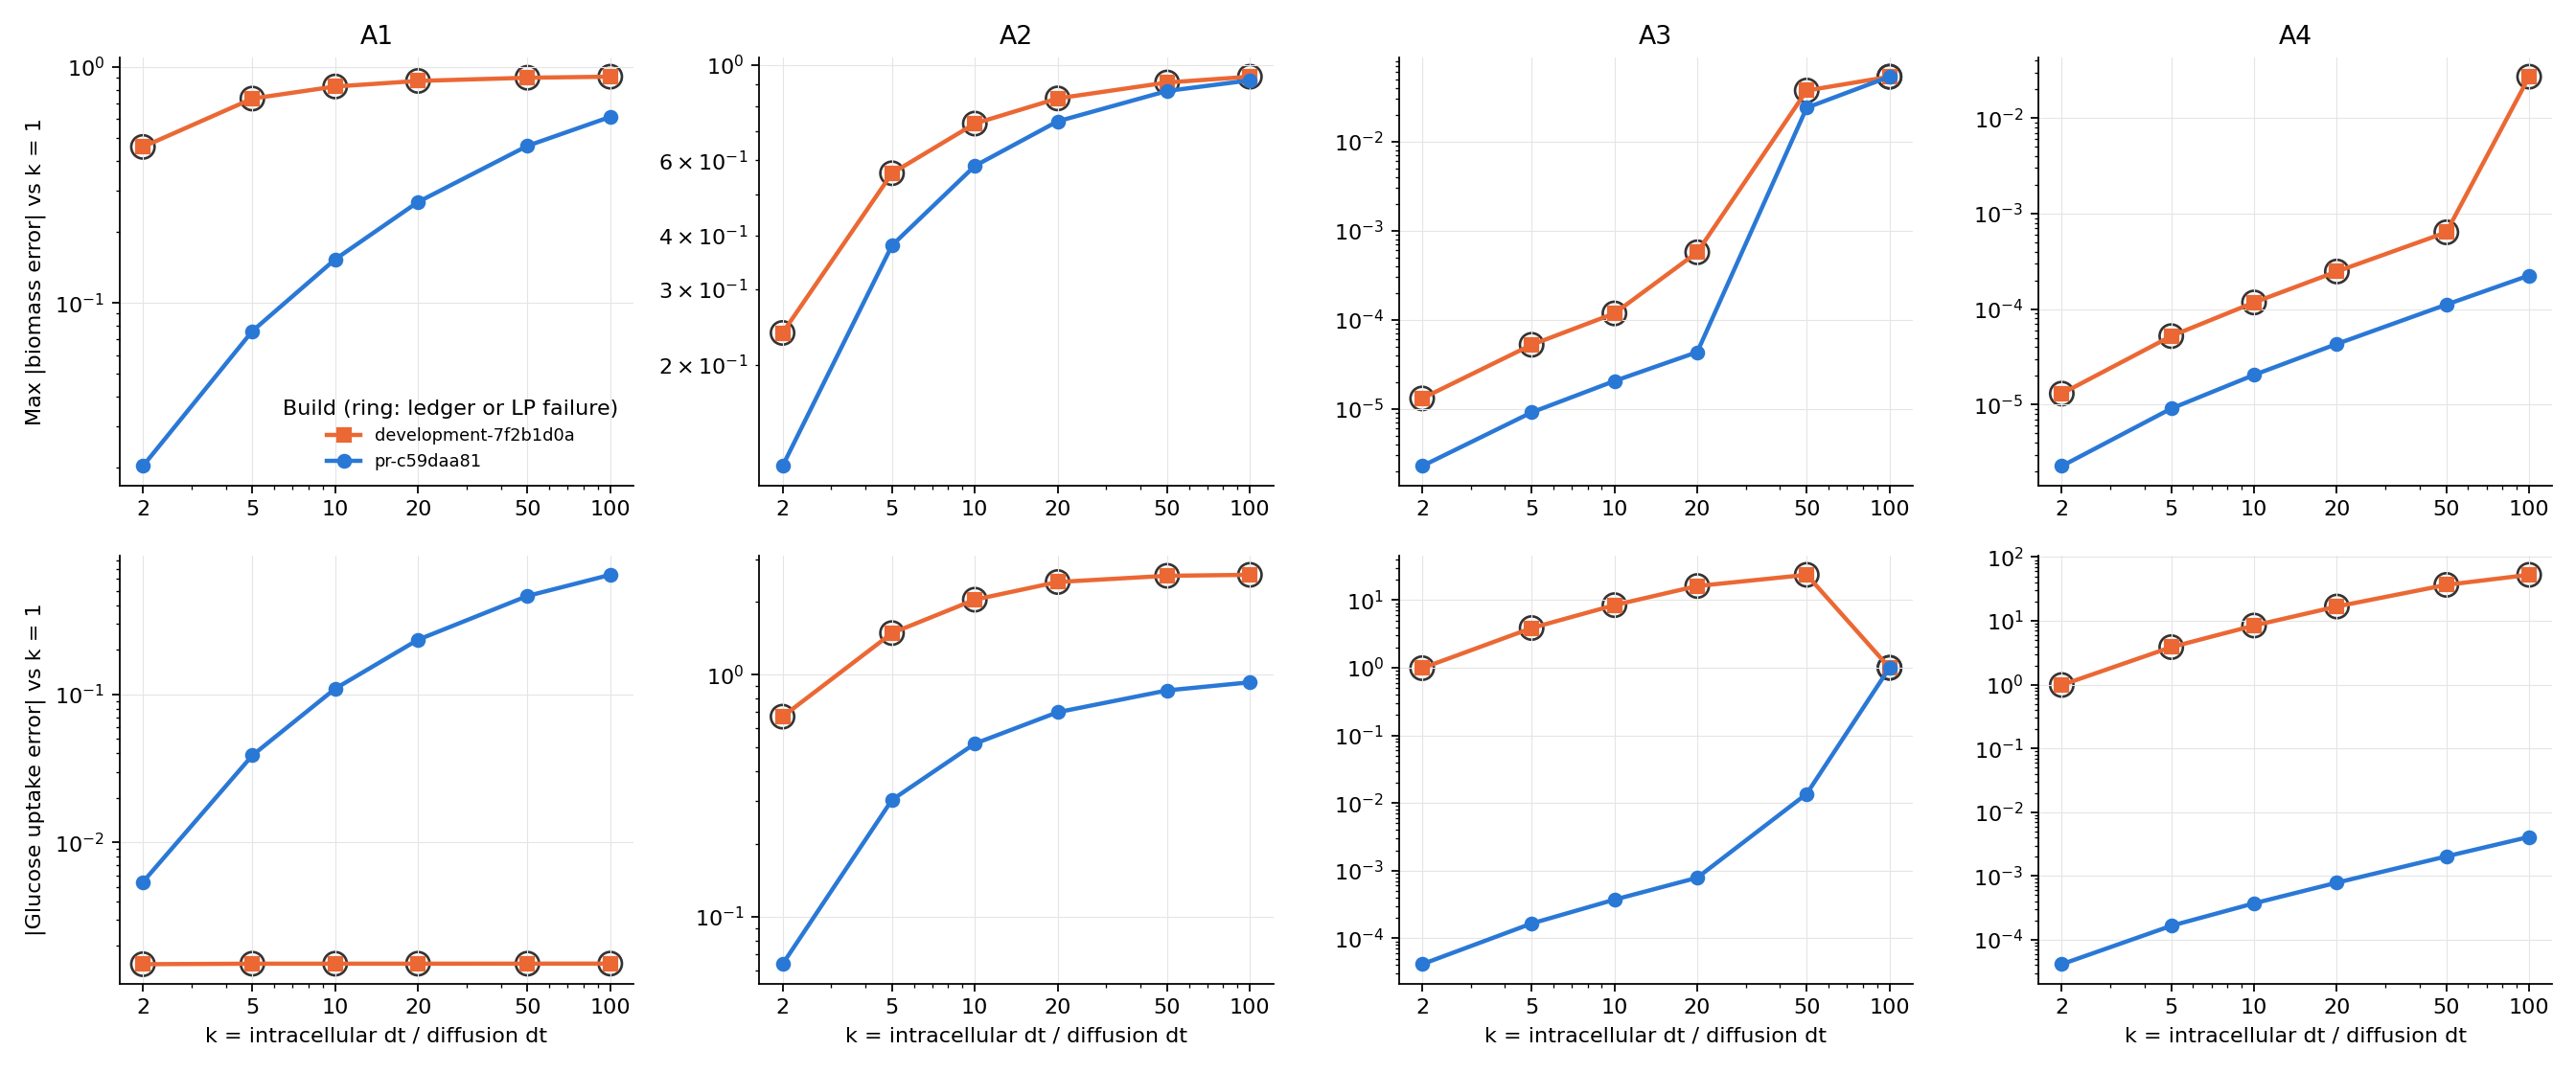 A1
A2
A3
A4
Max |biomass error| vs k = 1
10⁰
10⁻¹
2 5 10 20 50 100
Build (ring: ledger or LP failure)
development-7f2b1d0a
pr-c59daa81
10⁰
6 × 10⁻¹
4 × 10⁻¹
3 × 10⁻¹
2 × 10⁻¹
2 5 10 20 50 100
10⁻²
10⁻³
10⁻⁴
10⁻⁵
2 5 10 20 50 100
10⁻²
10⁻³
10⁻⁴
10⁻⁵
2 5 10 20 50 100
|Glucose uptake error| vs k = 1
10⁻¹
10⁻²
2 5 10 20 50 100
k = intracellular dt / diffusion dt
10⁰
10⁻¹
2 5 10 20 50 100
k = intracellular dt / diffusion dt
10¹
10⁰
10⁻¹
10⁻²
10⁻³
10⁻⁴
2 5 10 20 50 100
k = intracellular dt / diffusion dt
10²
10¹
10⁰
10⁻¹
10⁻²
10⁻³
10⁻⁴
2 5 10 20 50 100
k = intracellular dt / diffusion dt